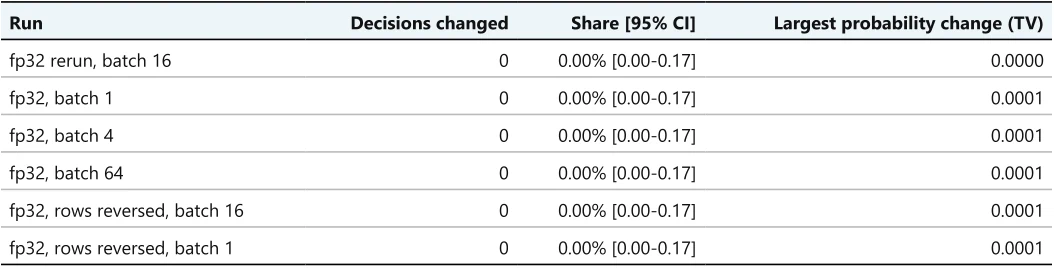 Run Decisions changed Share [95% CI] Largest probability change (TV)
fp32 rerun, batch 16 0 0.00% [0.00-0.17] 0.0000
fp32, batch 1 0 0.00% [0.00-0.17] 0.0001
fp32, batch 4 0 0.00% [0.00-0.17] 0.0001
fp32, batch 64 0 0.00% [0.00-0.17] 0.0001
fp32, rows reversed, batch 16 0 0.00% [0.00-0.17] 0.0001
fp32, rows reversed, batch 1 0 0.00% [0.00-0.17] 0.0001